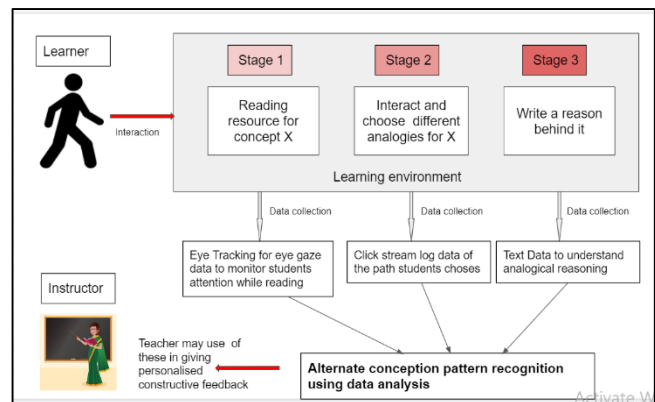 Learner
Interaction
Stage 1
Stage 2
Stage 3
Reading
resource for
concept X
Interact and
choose different
analogies for X
Write a reason
behind it
Learning environment
Data collection
Data collection
Data collection
Eye Tracking for eye gaze
data to monitor students
attention while reading
Click stream log data of
the path students choses
Text Data to understand
analogical reasoning
Instructor
Teacher may use of
these in giving
personalised
constructive feedback
Alternate conception pattern recognition
using data analysis
Activate W